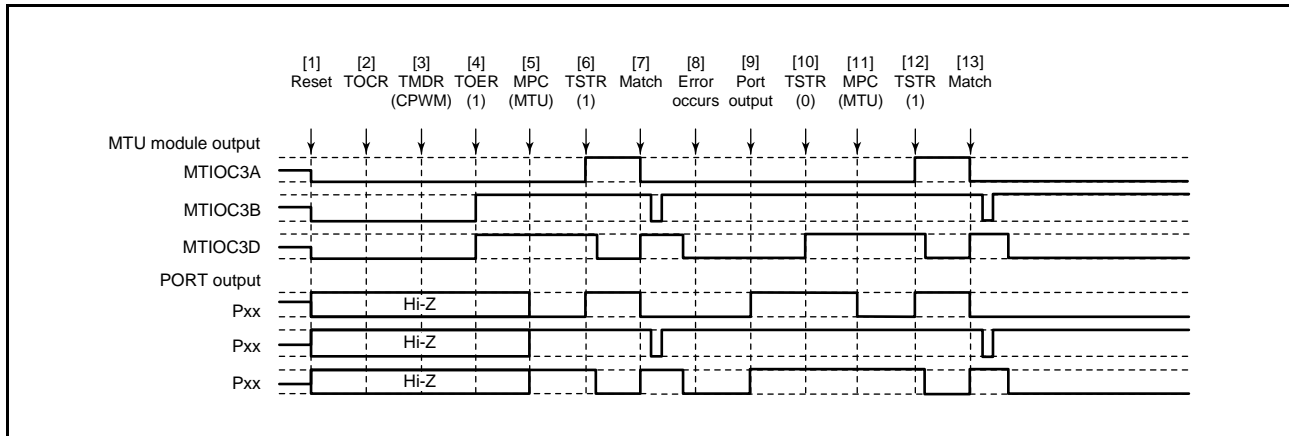 [1] [2] [3] [4] [5] [6] [7] [8] [9] [10] [11] [12] [13]
Reset TOCR TMDR TOER MPC TSTR Match Error Port TSTR MPC TSTR Match
(CPWM) (1) (MTU) (1) occurs output (0) (MTU) (1)
MTU module output
MTIOC3A
MTIOC3B
MTIOC3D
PORT output
Pxx Hi-Z
Pxx Hi-Z
Pxx Hi-Z